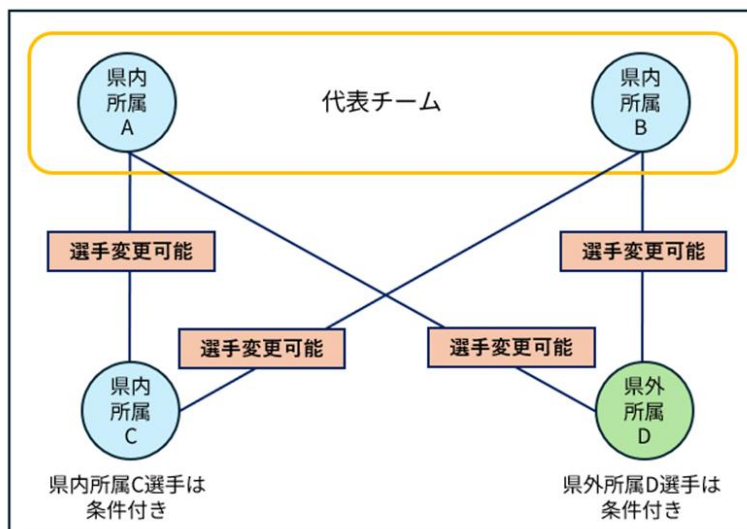 県内
所属
A
代表チーム
県内
所属
B
選手変更可能
選手変更可能
選手変更可能
選手変更可能
県内
所属
C
県外
所属
D
県内所属C選手は
条件付き
県外所属D選手は
条件付き